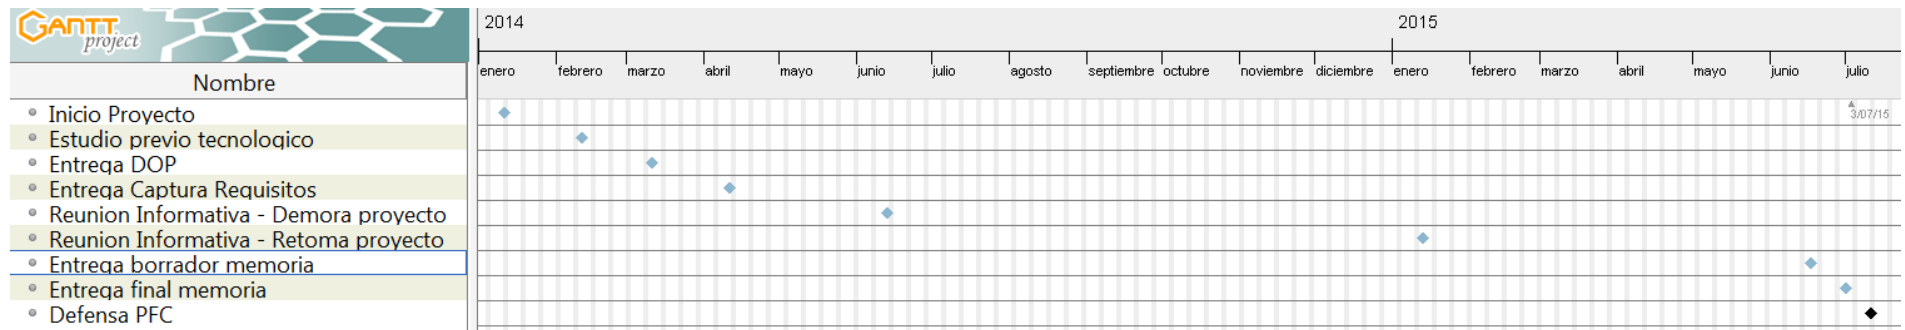 GANTT project
2014 2015
enero febrero marzo abril mayo junio julio agosto septiembre octubre noviembre diciembre enero febrero marzo abril mayo junio julio
Nombre
Inicio Proyecto
3/07/15
Estudio previo tecnologico
Entrega DOP
Entrega Captura Requisitos
Reunion Informativa - Demora proyecto
Reunion Informativa - Retoma proyecto
Entrega borrador memoria
Entrega final memoria
Defensa PFC